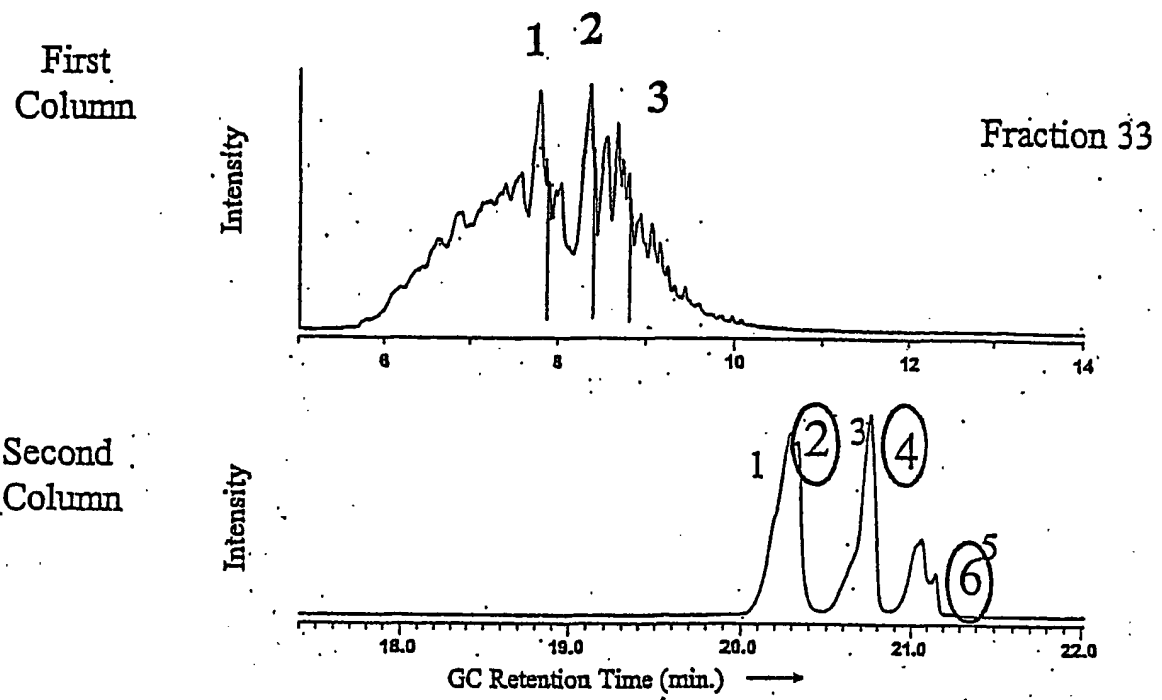 First
Column
Intensity
1 2 3
Fraction 33
6 8 10 12 14
Second
Column
Intensity
1 2 3 4 5 6
18.0 19.0 20.0 21.0 22.0
GC Retention Time (min.)